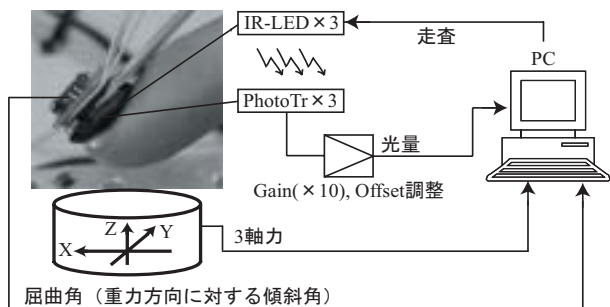 IR-LED×3
走査
PC
PhotoTr×3
光量
Gain(×10), Offset調整
Z
Y
X
3軸力
屈曲角（重力方向に対する傾斜角）